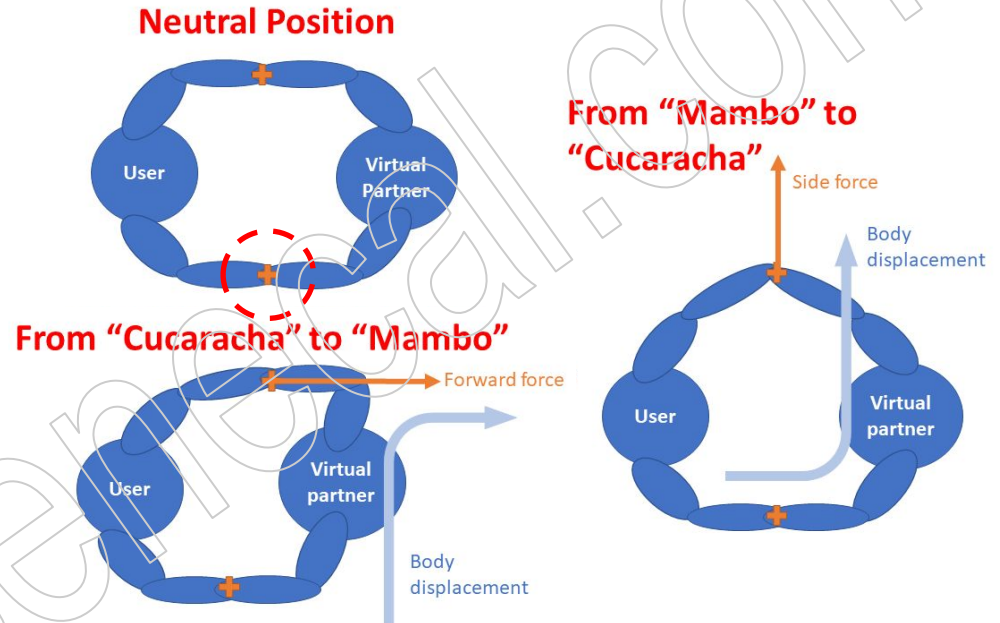 Neutral Position
User
Virtual
Partner
From “Mambo” to
“Cucaracha”
Side force
Body
displacement
User
Virtual
partner
From “Cucaracha” to “Mambo”
Forward force
User
Virtual
partner
Body
displacement